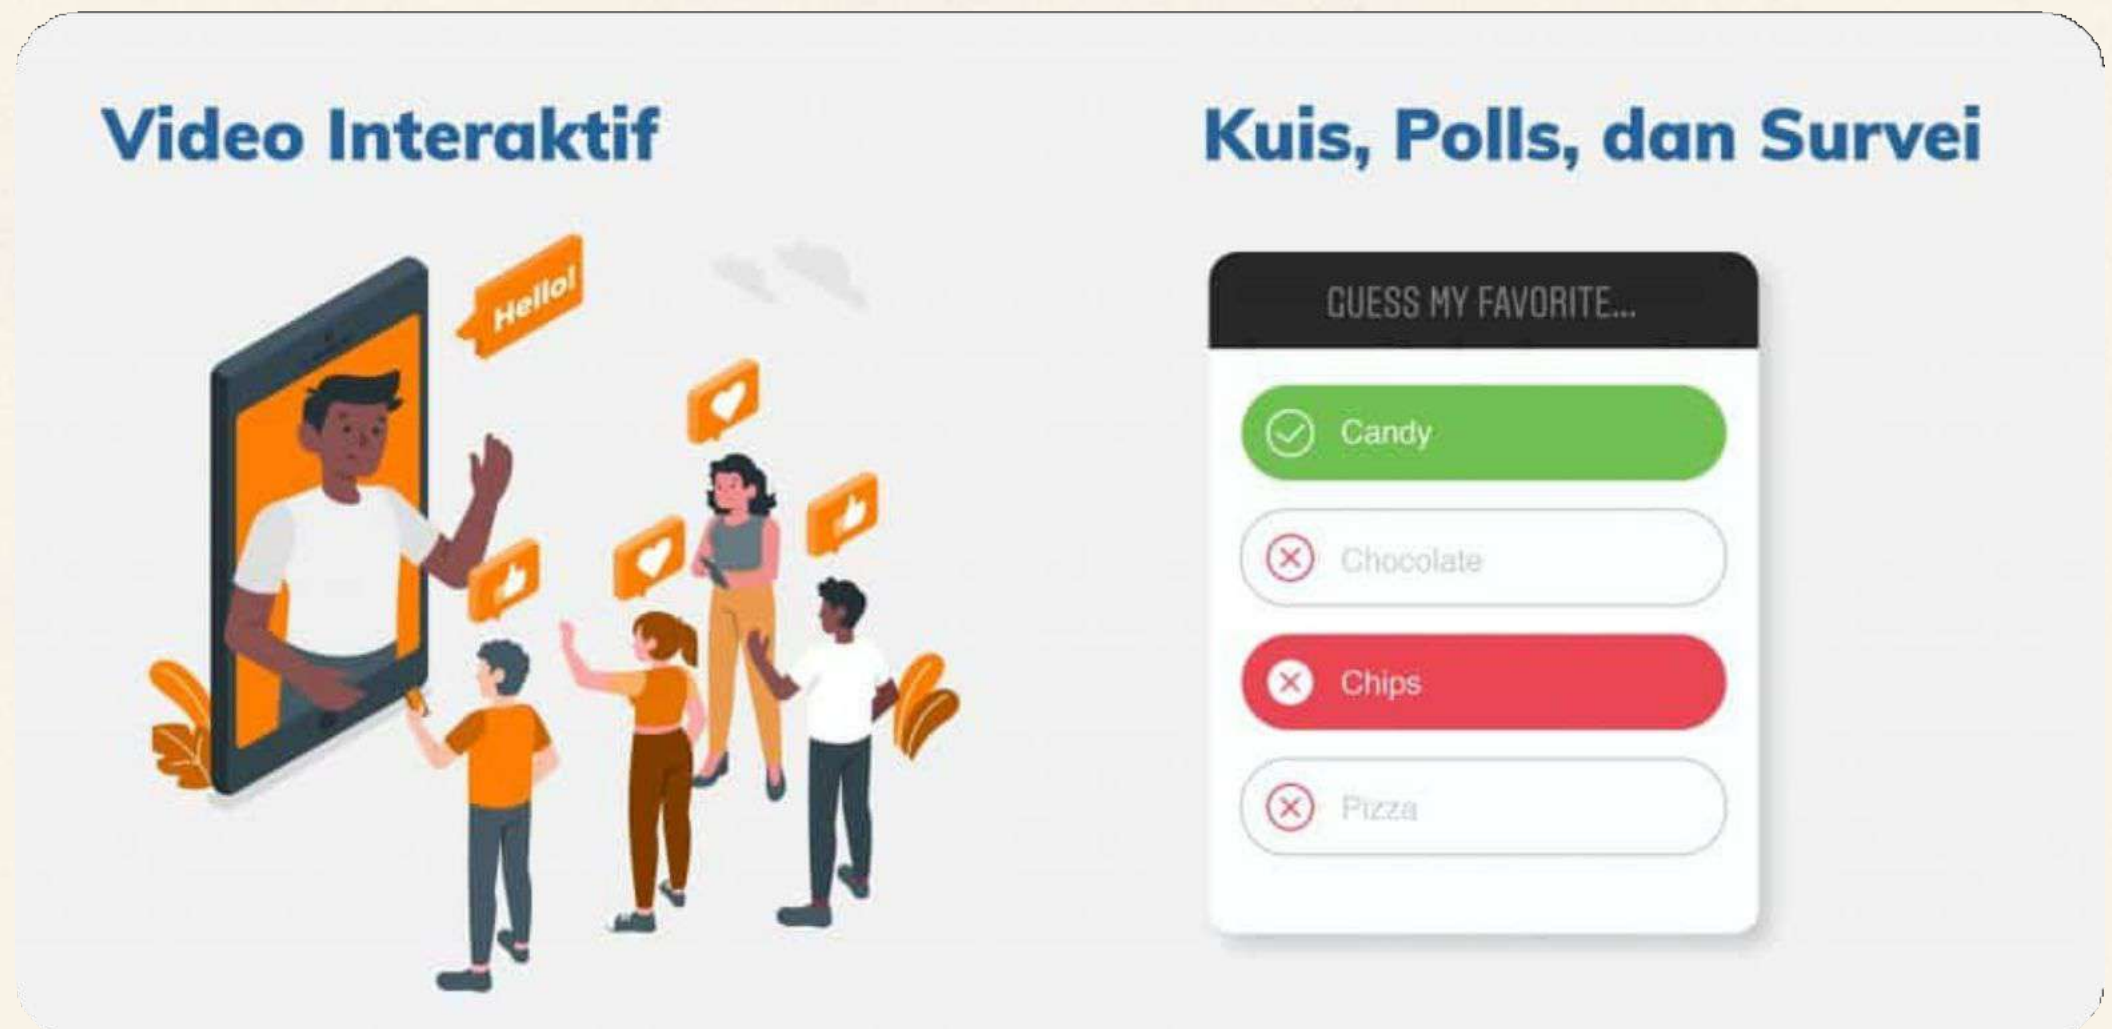 Video Interaktif
Hello!
Kuis, Polls, dan Survei
GUESS MY FAVORITE...
Candy
Chocolate
Chips
Pizza